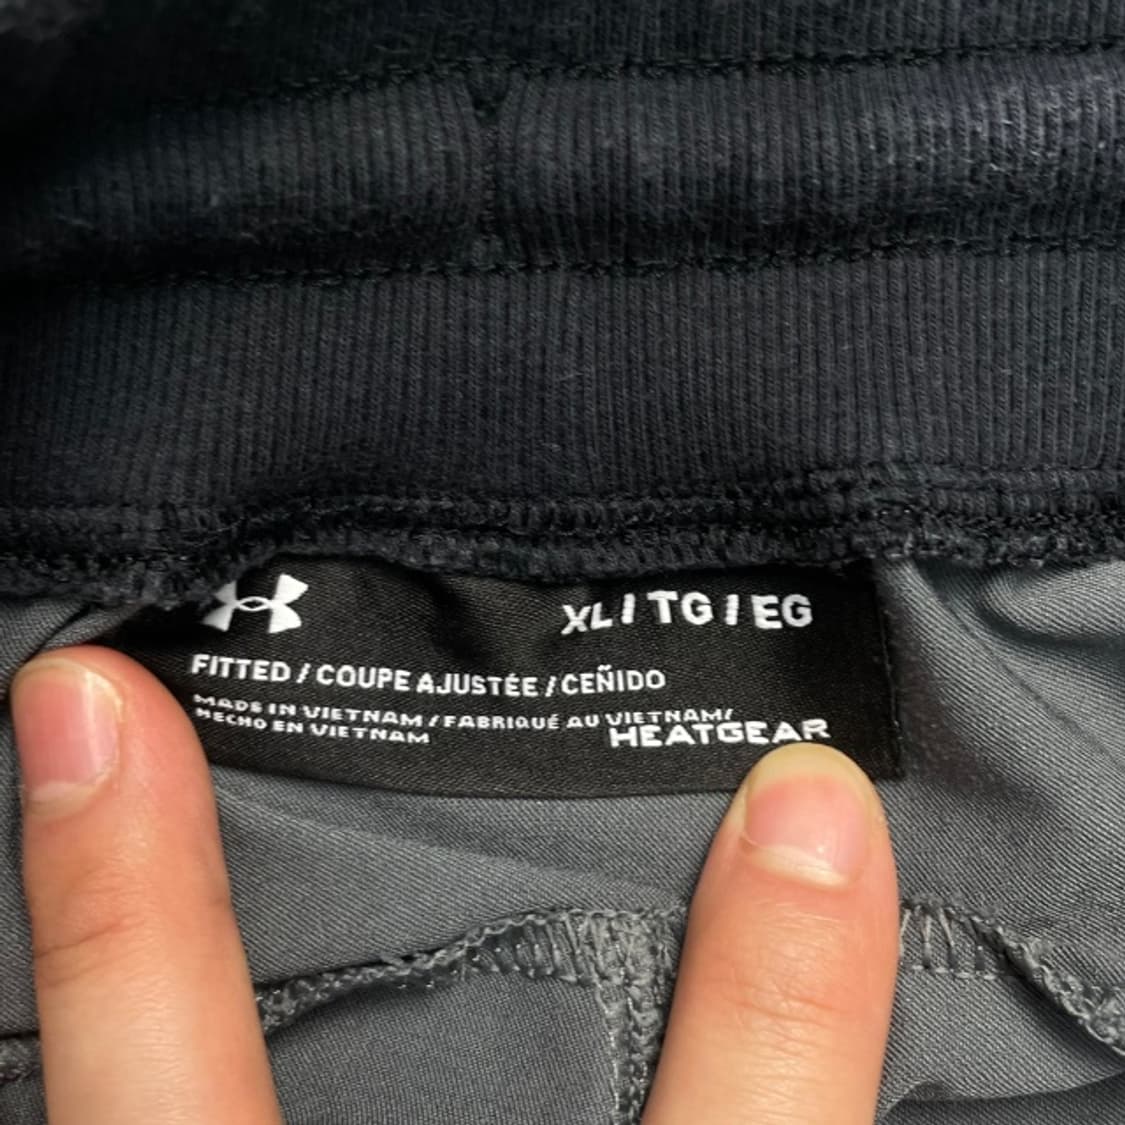 XL / TG / EG
FITTED / COUPE AJUSTÉE / CEÑIDO
MADE IN VIETNAM / FABRIQUÉ AU VIETNAM/
HECHO EN VIETNAM
HEATGEAR